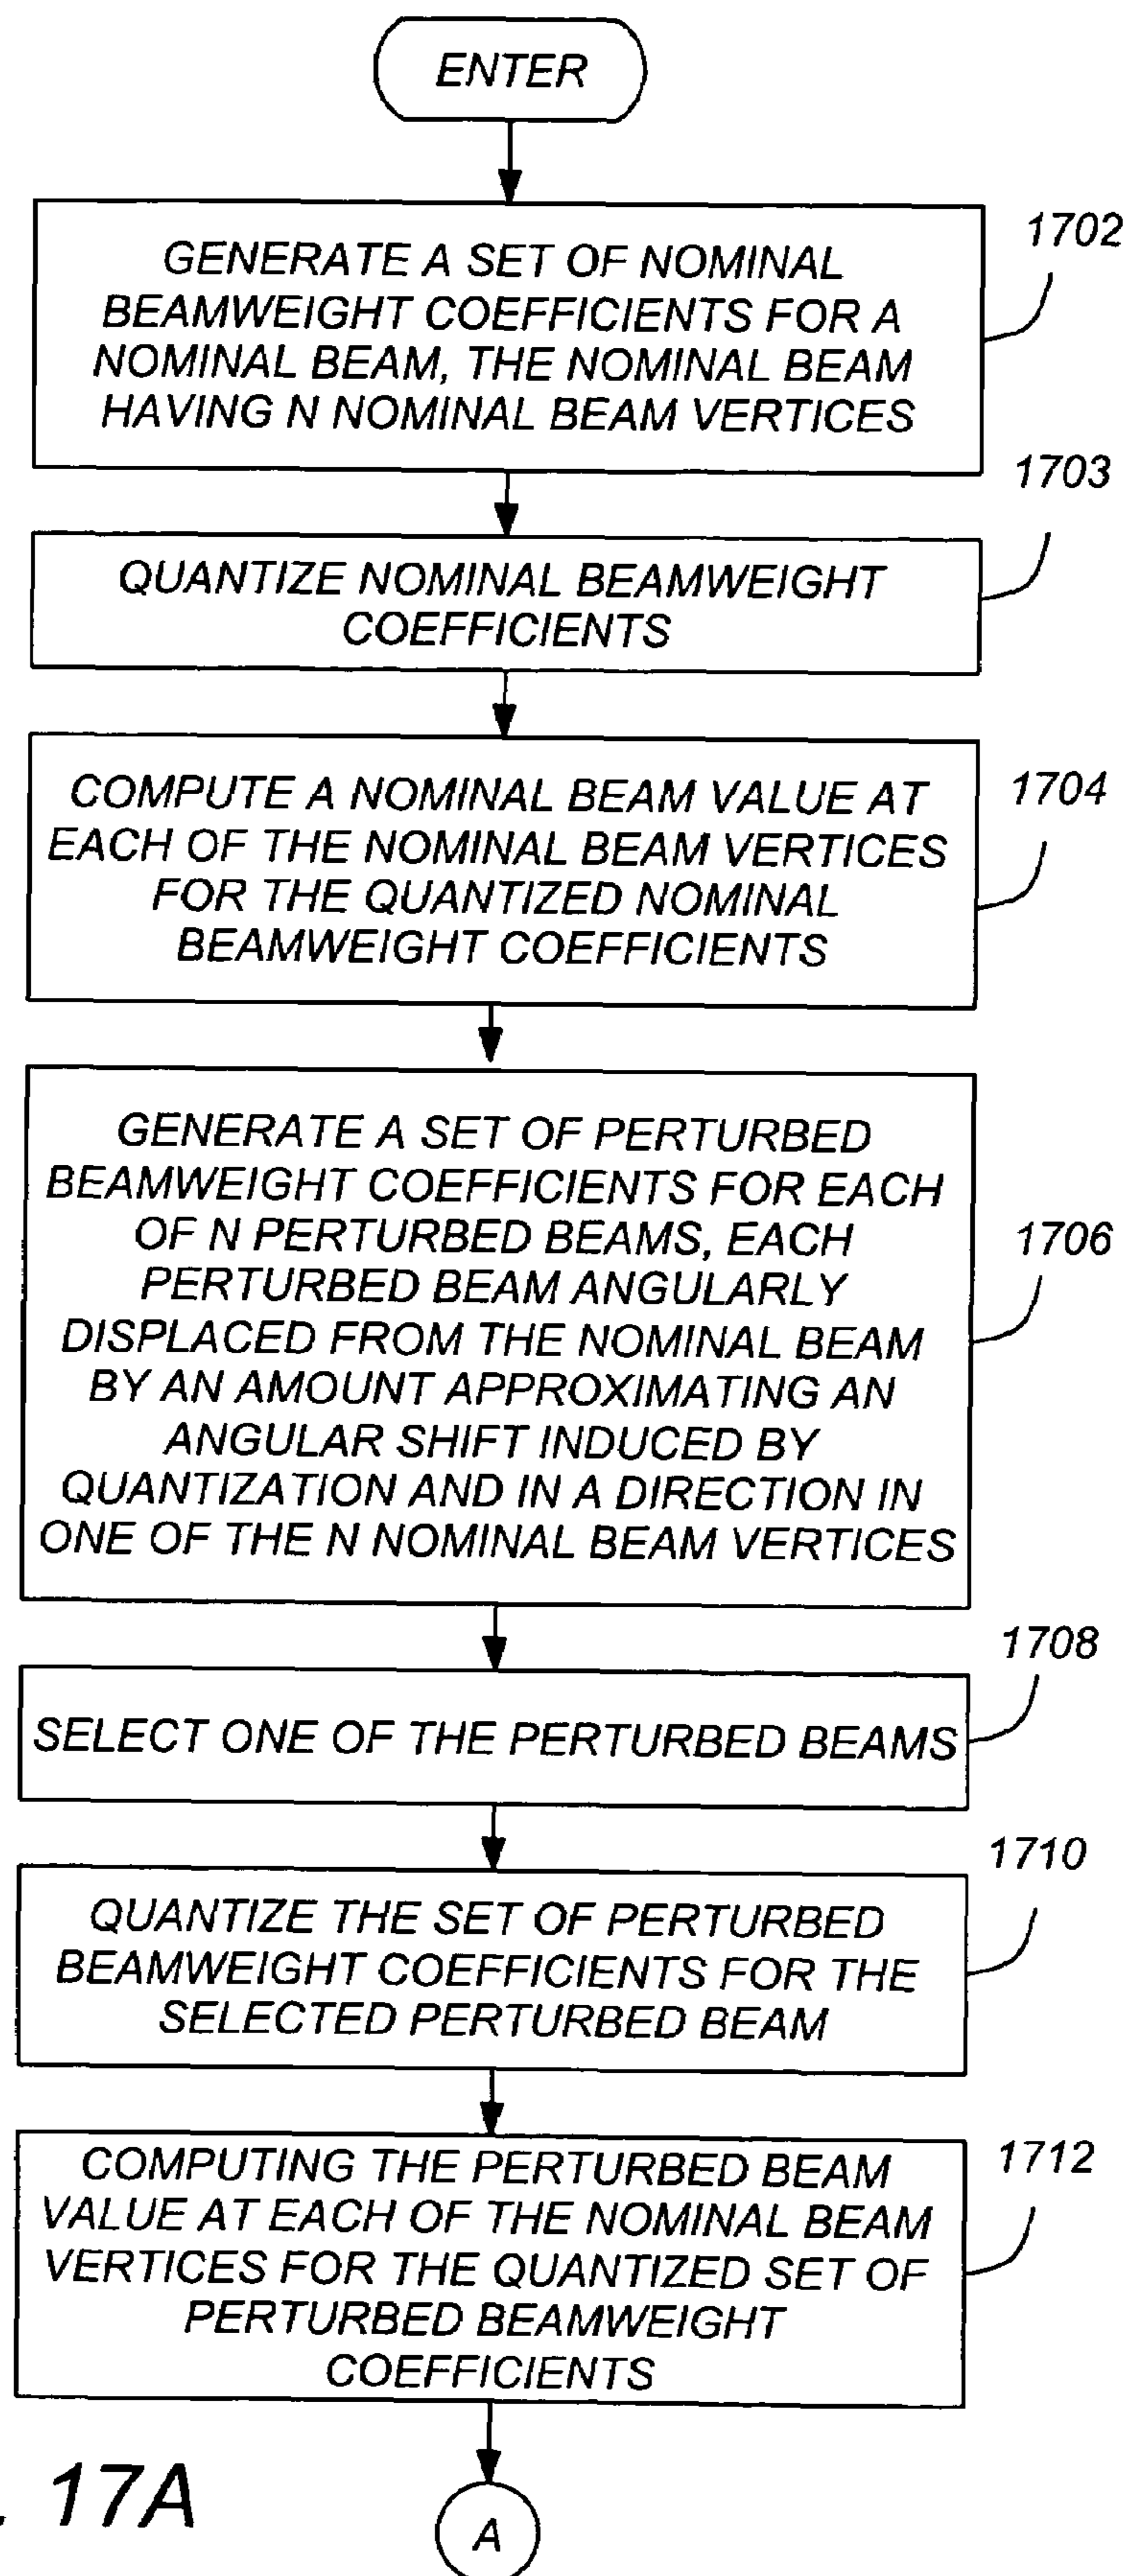 ENTER
GENERATE A SET OF NOMINAL
BEAMWEIGHT COEFFICIENTS FOR A
NOMINAL BEAM, THE NOMINAL BEAM
HAVING N NOMINAL BEAM VERTICES
1702
QUANTIZE NOMINAL BEAMWEIGHT
COEFFICIENTS
1703
COMPUTE A NOMINAL BEAM VALUE AT
EACH OF THE NOMINAL BEAM VERTICES
FOR THE QUANTIZED NOMINAL
BEAMWEIGHT COEFFICIENTS
1704
GENERATE A SET OF PERTURBED
BEAMWEIGHT COEFFICIENTS FOR EACH
OF N PERTURBED BEAMS, EACH
PERTURBED BEAM ANGULARLY
DISPLACED FROM THE NOMINAL BEAM
BY AN AMOUNT APPROXIMATING AN
ANGULAR SHIFT INDUCED BY
QUANTIZATION AND IN A DIRECTION IN
ONE OF THE N NOMINAL BEAM VERTICES
1706
SELECT ONE OF THE PERTURBED BEAMS
1708
QUANTIZE THE SET OF PERTURBED
BEAMWEIGHT COEFFICIENTS FOR THE
SELECTED PERTURBED BEAM
1710
COMPUTING THE PERTURBED BEAM
VALUE AT EACH OF THE NOMINAL BEAM
VERTICES FOR THE QUANTIZED SET OF
PERTURBED BEAMWEIGHT
COEFFICIENTS
1712
. 17A
A